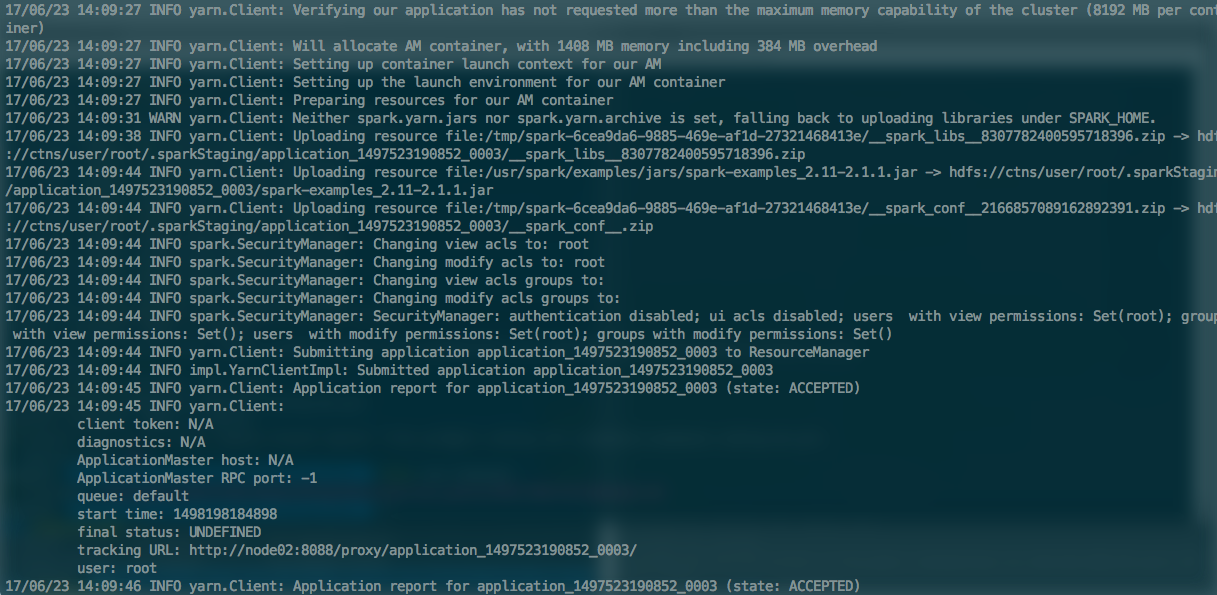 17/06/23 14:09:27 INFO yarn.Client: Verifying our application has not requested more than the maximum memory capability of the cluster (8192 MB per cont
iner)
17/06/23 14:09:27 INFO yarn.Client: Will allocate AM container, with 1408 MB memory including 384 MB overhead
17/06/23 14:09:27 INFO yarn.Client: Setting up container launch context for our AM
17/06/23 14:09:27 INFO yarn.Client: Setting up the launch environment for our AM container
17/06/23 14:09:27 INFO yarn.Client: Preparing resources for our AM container
17/06/23 14:09:31 WARN yarn.Client: Neither spark.yarn.jars nor spark.yarn.archive is set, falling back to uploading libraries under SPARK_HOME.
17/06/23 14:09:38 INFO yarn.Client: Uploading resource file:/tmp/spark-6cea9da6-9885-469e-af1d-27321468413e/__spark_libs__8307782400595718396.zip -> hdf
://ctns/user/root/.sparkStaging/application_1497523190852_0003/__spark_libs__8307782400595718396.zip
17/06/23 14:09:44 INFO yarn.Client: Uploading resource file:/usr/spark/examples/jars/spark-examples_2.11-2.1.1.jar -> hdfs://ctns/user/root/.sparkStagin
/application_1497523190852_0003/spark-examples_2.11-2.1.1.jar
17/06/23 14:09:44 INFO yarn.Client: Uploading resource file:/tmp/spark-6cea9da6-9885-469e-af1d-27321468413e/__spark_conf__2166857089162892391.zip -> hdf
://ctns/user/root/.sparkStaging/application_1497523190852_0003/__spark_conf__.zip
17/06/23 14:09:44 INFO spark.SecurityManager: Changing view acls to: root
17/06/23 14:09:44 INFO spark.SecurityManager: Changing modify acls to: root
17/06/23 14:09:44 INFO spark.SecurityManager: Changing view acls groups to:
17/06/23 14:09:44 INFO spark.SecurityManager: Changing modify acls groups to:
17/06/23 14:09:44 INFO spark.SecurityManager: SecurityManager: authentication disabled; ui acls disabled; users  with view permissions: Set(root); group
 with view permissions: Set(); users  with modify permissions: Set(root); groups with modify permissions: Set()
17/06/23 14:09:44 INFO yarn.Client: Submitting application application_1497523190852_0003 to ResourceManager
17/06/23 14:09:44 INFO impl.YarnClientImpl: Submitted application application_1497523190852_0003
17/06/23 14:09:45 INFO yarn.Client: Application report for application_1497523190852_0003 (state: ACCEPTED)
17/06/23 14:09:45 INFO yarn.Client:
client token: N/A
diagnostics: N/A
ApplicationMaster host: N/A
ApplicationMaster RPC port: -1
queue: default
start time: 1498198184898
final status: UNDEFINED
tracking URL: http://node02:8088/proxy/application_1497523190852_0003/
user: root
17/06/23 14:09:46 INFO yarn.Client: Application report for application_1497523190852_0003 (state: ACCEPTED)